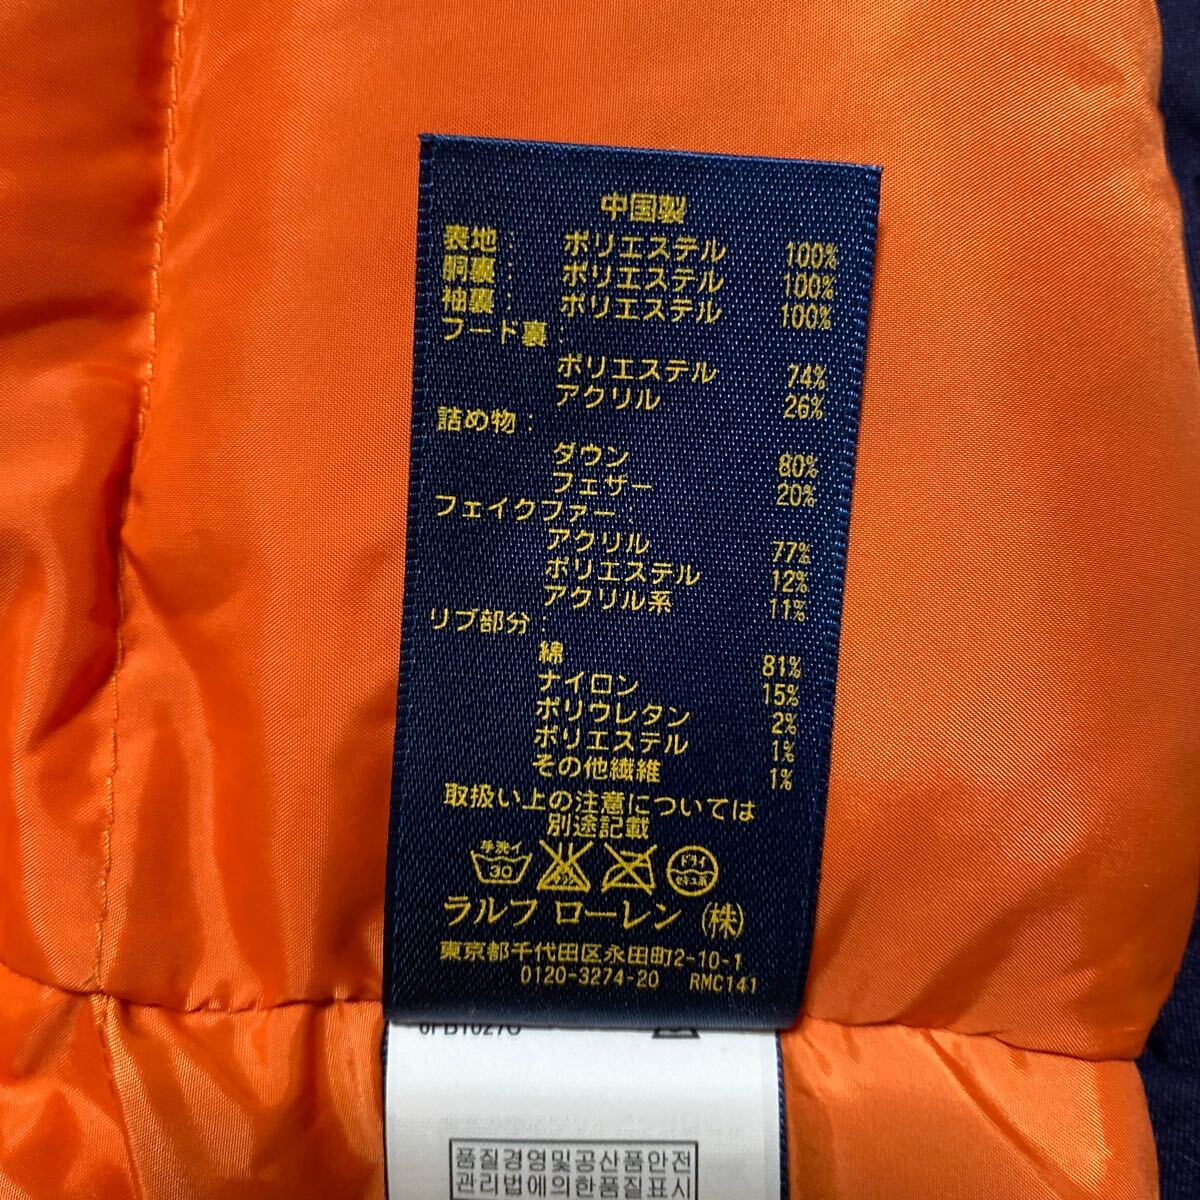 中国製
表地: ポリエステル 100%
胴裏: ポリエステル 100%
袖裏: ポリエステル 100%
フード裏:
ポリエステル 74%
アクリル 26%
詰め物:
ダウン 80%
フェザー 20%
フェイクファー:
アクリル 77%
ポリエステル 12%
アクリル系 11%
リブ部分:
綿 81%
ナイロン 15%
ポリウレタン 2%
ポリエステル 1%
その他繊維 1%
取扱い上の注意については
別途記載
手洗イ 30 ドライ セキユ系
ラルフ ローレン (株)
東京都千代田区永田町2-10-1
0120-3274-20 RMC141
품질경영및공산품안전
관리법에의한품질표시